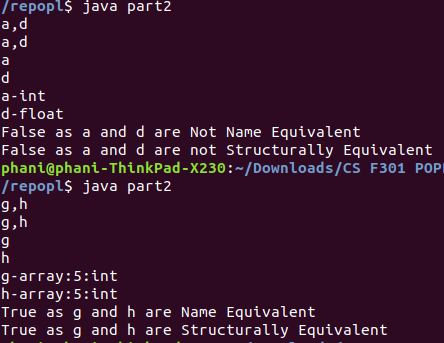 /repopl$ java part2
a,d
a,d
a
d
a-int
d-float
False as a and d are Not Name Equivalent
False as a and d are not Structurally Equivalent
phani@phani-ThinkPad-X230:~/Downloads/CS F301 POP
/repopl$ java part2
g,h
g,h
g
h
g-array:5:int
h-array:5:int
True as g and h are Name Equivalent
True as g and h are Structurally Equivalent